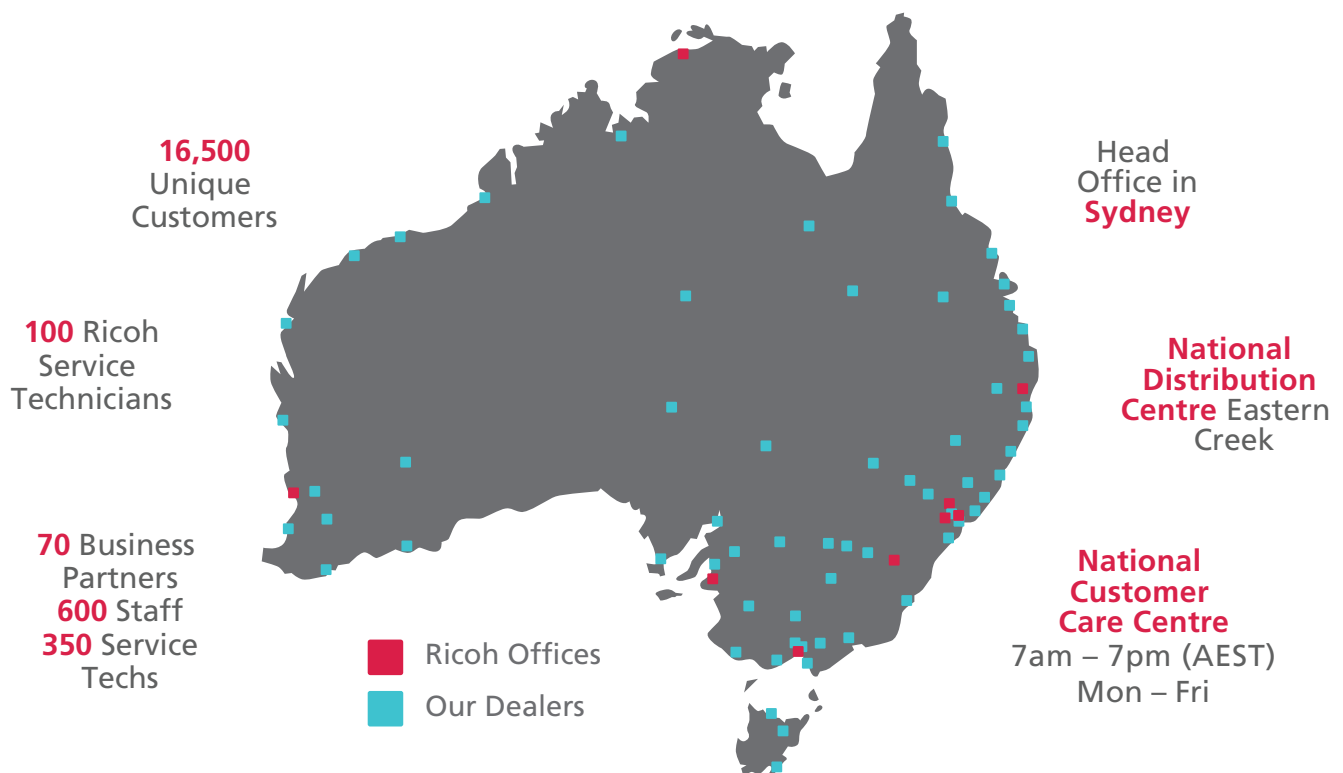 16,500
Unique
Customers
100 Ricoh
Service
Technicians
70 Business
Partners
600 Staff
350 Service
Techs
Ricoh Offices
Our Dealers
Head
Office in
Sydney
National
Distribution
Centre Eastern
Creek
National
Customer
Care Centre
7am – 7pm (AEST)
Mon – Fri